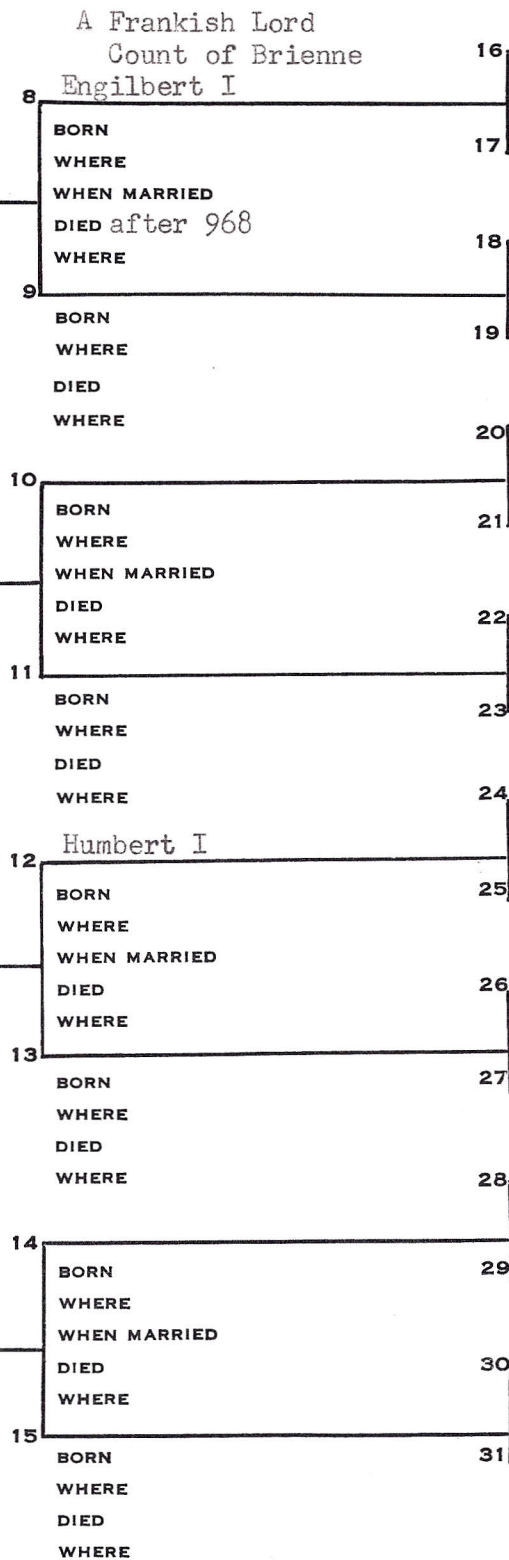 A Frankish Lord
Count of Brienne
16
Engilbert I
8
BORN
17
WHERE
WHEN MARRIED
DIED after 968
18
WHERE
9
BORN
19
WHERE
DIED
WHERE
20
10
BORN
21
WHERE
WHEN MARRIED
DIED
22
WHERE
11
BORN
23
WHERE
DIED
WHERE
24
Humbert I
12
BORN
25
WHERE
WHEN MARRIED
DIED
26
WHERE
13
BORN
27
WHERE
DIED
WHERE
28
14
BORN
29
WHERE
WHEN MARRIED
DIED
30
WHERE
15
BORN
31
WHERE
DIED
WHERE